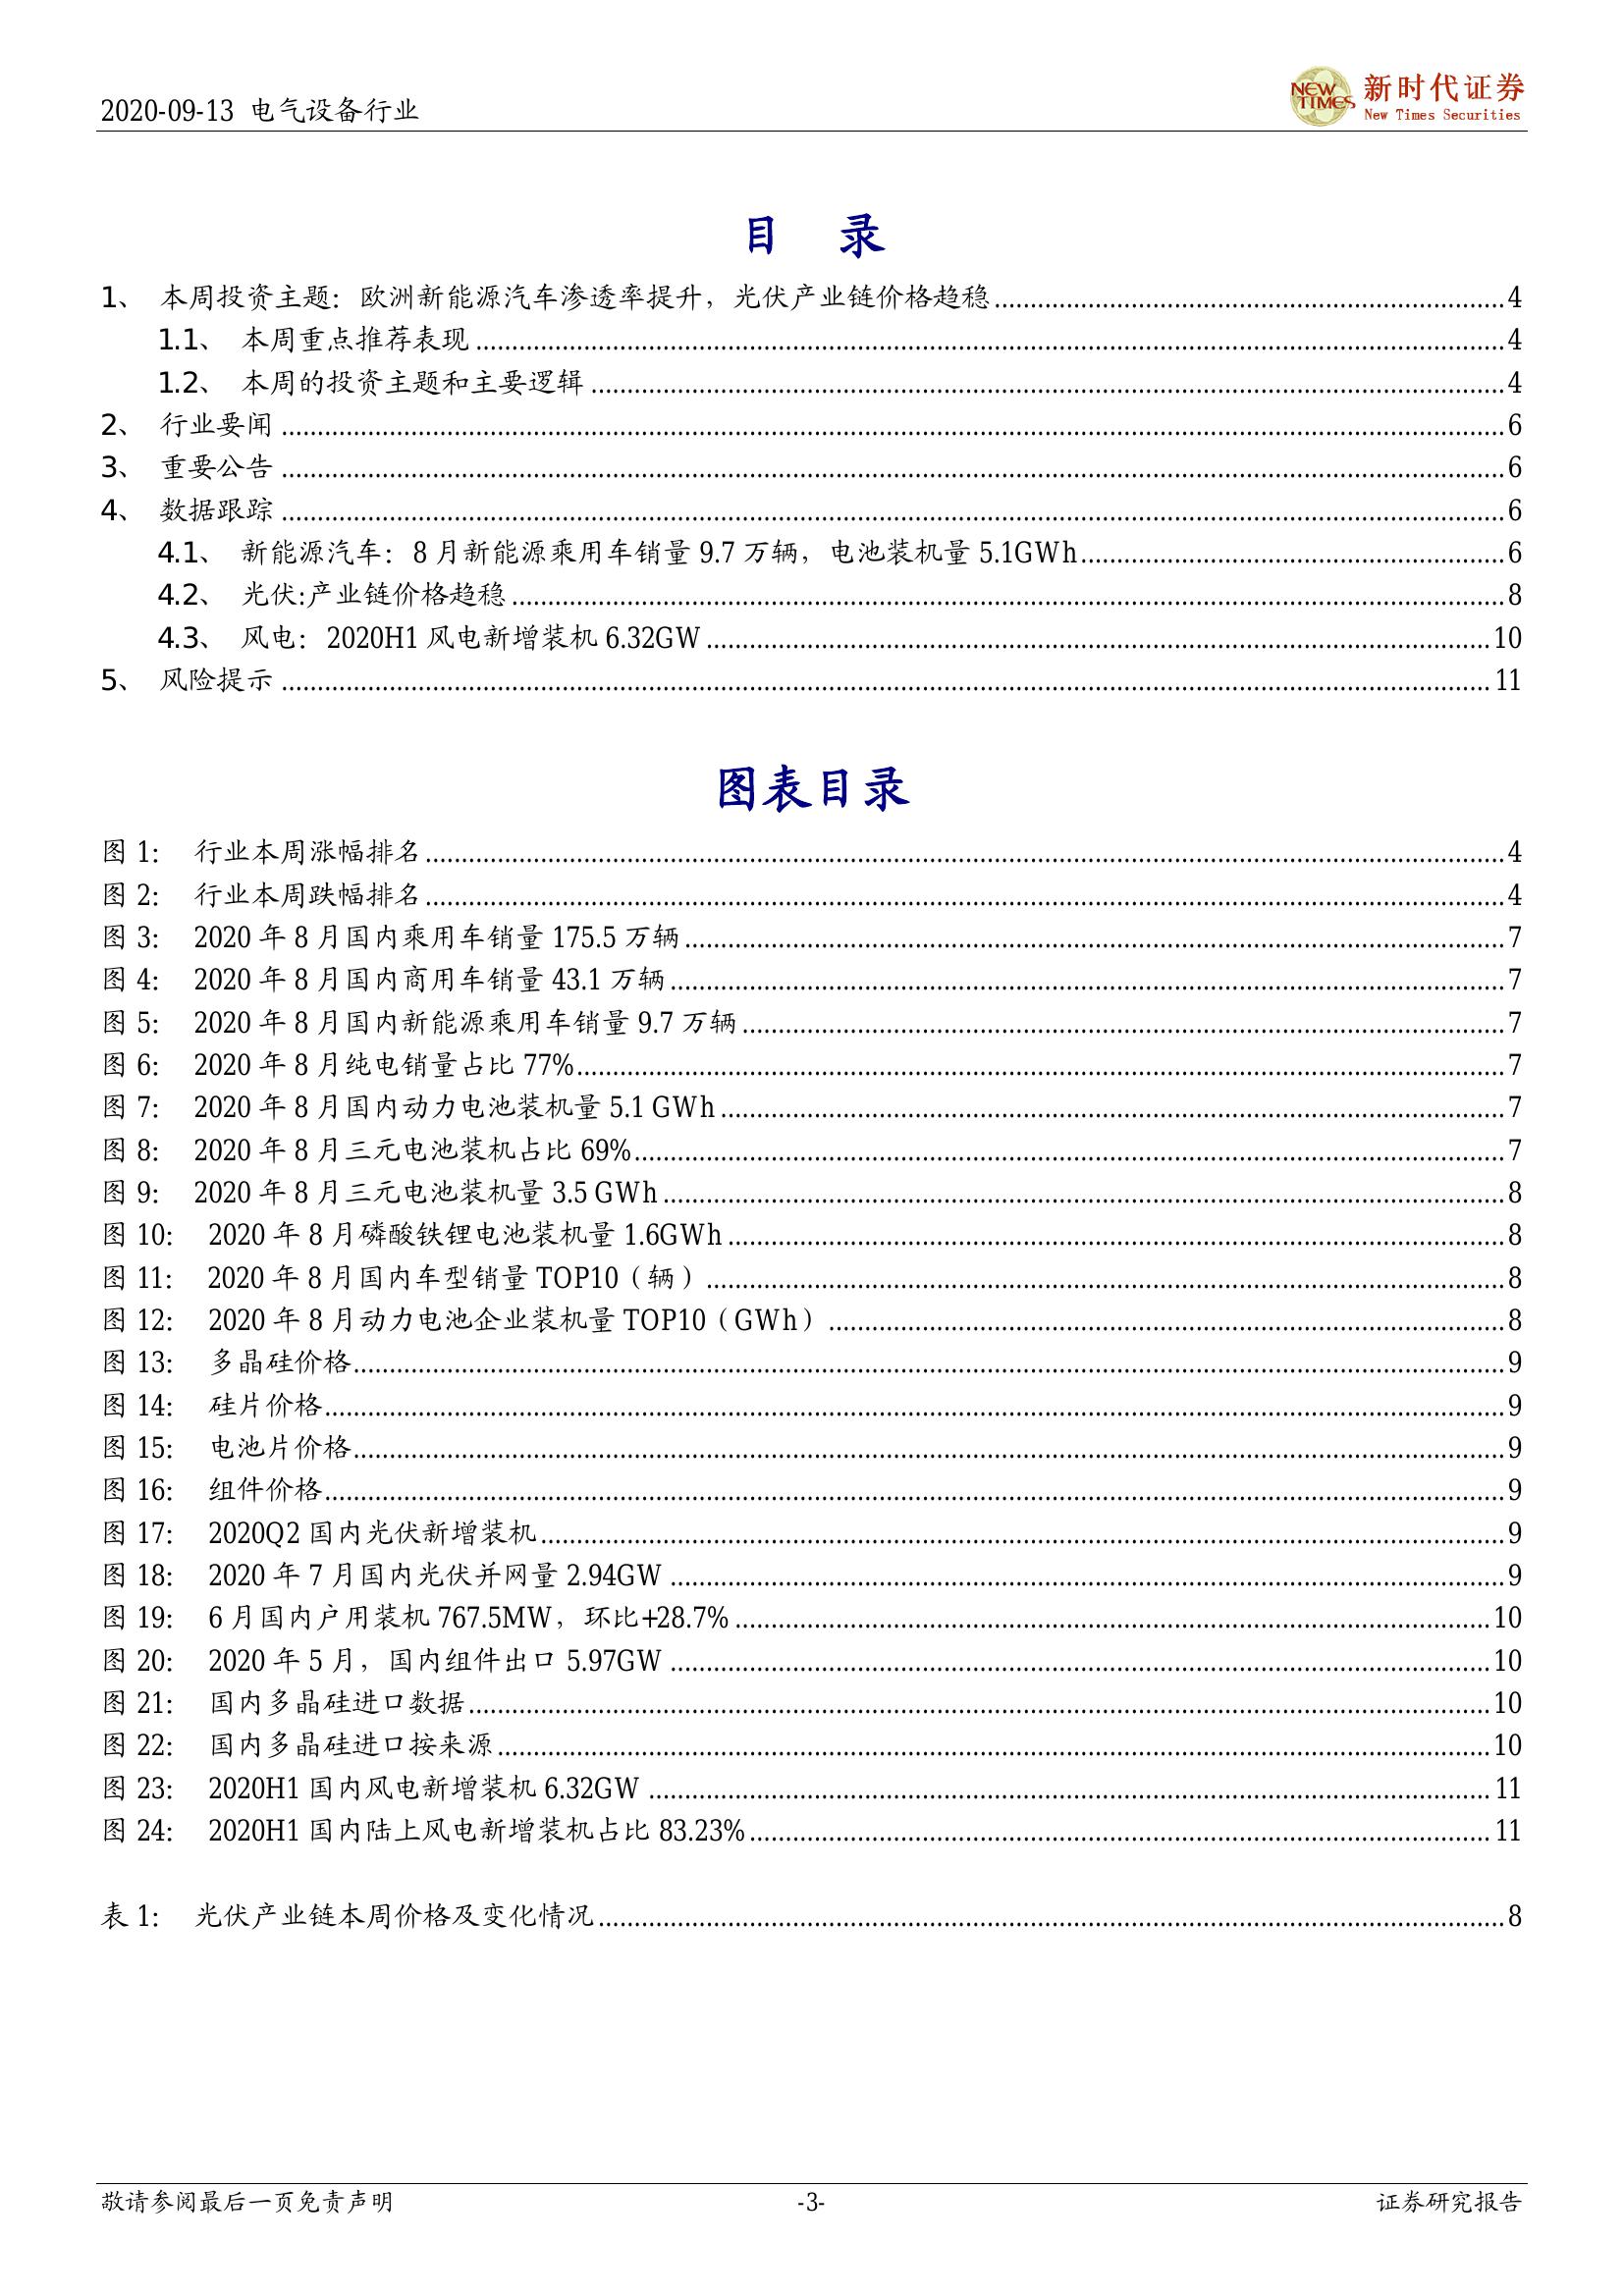 2020-09-13 电气设备行业
NEW TIMES 新时代证券
New Times Securities
目 录
1、 本周投资主题：欧洲新能源汽车渗透率提升，光伏产业链价格趋稳 4
1.1、 本周重点推荐表现 4
1.2、 本周的投资主题和主要逻辑 4
2、 行业要闻 6
3、 重要公告 6
4、 数据跟踪 6
4.1、 新能源汽车：8 月新能源乘用车销量 9.7 万辆，电池装机量 5.1GWh 6
4.2、 光伏:产业链价格趋稳 8
4.3、 风电：2020H1 风电新增装机 6.32GW 10
5、 风险提示 11
图表目录
图 1: 行业本周涨幅排名 4
图 2: 行业本周跌幅排名 4
图 3: 2020 年 8 月国内乘用车销量 175.5 万辆 7
图 4: 2020 年 8 月国内商用车销量 43.1 万辆 7
图 5: 2020 年 8 月国内新能源乘用车销量 9.7 万辆 7
图 6: 2020 年 8 月纯电销量占比 77% 7
图 7: 2020 年 8 月国内动力电池装机量 5.1 GWh 7
图 8: 2020 年 8 月三元电池装机占比 69% 7
图 9: 2020 年 8 月三元电池装机量 3.5 GWh 8
图 10: 2020 年 8 月磷酸铁锂电池装机量 1.6GWh 8
图 11: 2020 年 8 月国内车型销量 TOP10（辆） 8
图 12: 2020 年 8 月动力电池企业装机量 TOP10（GWh） 8
图 13: 多晶硅价格 9
图 14: 硅片价格 9
图 15: 电池片价格 9
图 16: 组件价格 9
图 17: 2020Q2 国内光伏新增装机 9
图 18: 2020 年 7 月国内光伏并网量 2.94GW 9
图 19: 6 月国内户用装机 767.5MW，环比+28.7% 10
图 20: 2020 年 5 月，国内组件出口 5.97GW 10
图 21: 国内多晶硅进口数据 10
图 22: 国内多晶硅进口按来源 10
图 23: 2020H1 国内风电新增装机 6.32GW 11
图 24: 2020H1 国内陆上风电新增装机占比 83.23% 11
表 1: 光伏产业链本周价格及变化情况 8
敬请参阅最后一页免责声明 -3- 证券研究报告